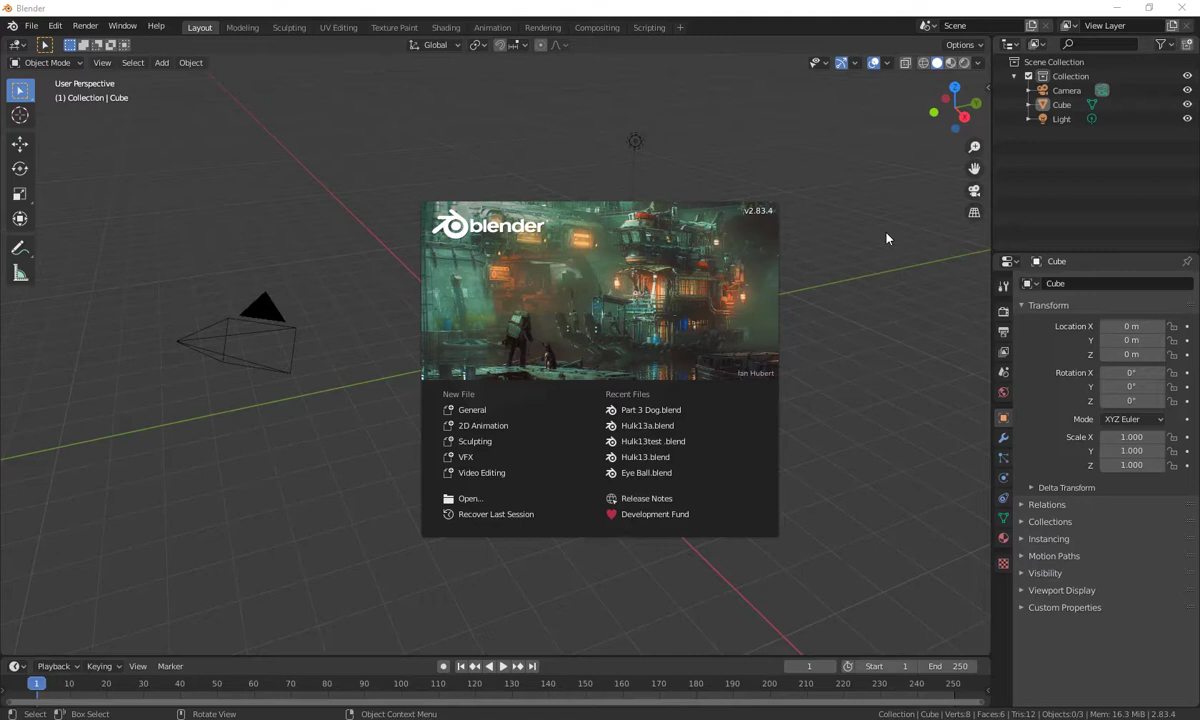 Blender
File Edit Render Window Help Layout Modeling Sculpting UV Editing Texture Paint Shading Animation Rendering Compositing Scripting + Scene View Layer
Global Options
Object Mode View Select Add Object
User Perspective
(1) Collection | Cube
Z
Y
X
Scene Collection
Collection
Camera
Cube
Light
blender
v2.83.4
Ian Hubert
New File
General
2D Animation
Sculpting
VFX
Video Editing
Open...
Recover Last Session
Recent Files
Part 3 Dog.blend
Hulk13a.blend
Hulk13test .blend
Hulk13.blend
Eye Ball.blend
Release Notes
Development Fund
Cube
Cube
Transform
Location X 0 m
Y 0 m
Z 0 m
Rotation X 0°
Y 0°
Z 0°
Mode XYZ Euler
Scale X 1.000
Y 1.000
Z 1.000
Delta Transform
Relations
Collections
Instancing
Motion Paths
Visibility
Viewport Display
Custom Properties
Playback Keying View Marker 1 Start 1 End 250
1 10 20 30 40 50 60 70 80 90 100 110 120 130 140 150 160 170 180 190 200 210 220 230 240 250
Select Box Select Rotate View Object Context Menu Collection | Cube | Verts:8 | Faces:6 | Tris:12 | Objects:0/3 | Mem: 16.3 MiB | 2.83.4